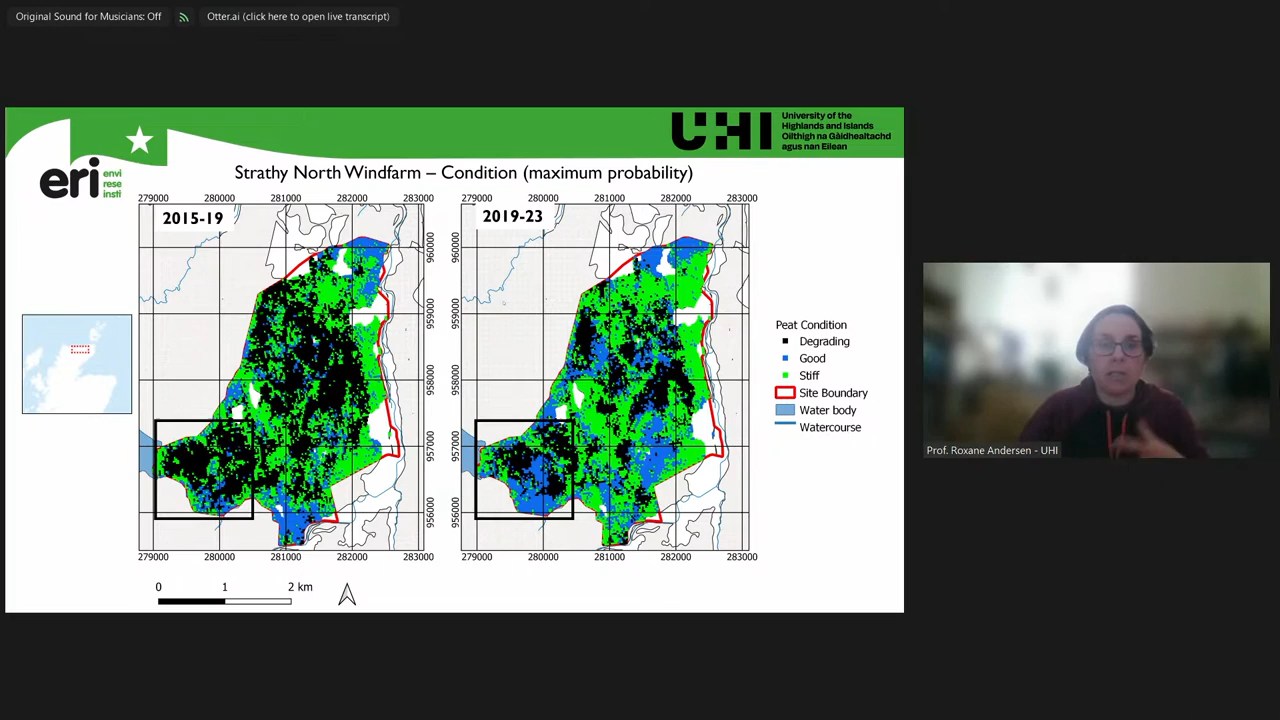 Original Sound for Musicians: Off
Otter.ai (click here to open live transcript)
UHI
University of the
Highlands and Islands
Oilthigh na Gàidhealtachd
agus nan Eilean
eri
envi
rese
insti
Strathy North Windfarm – Condition (maximum probability)
279000 281000 283000
279000 281000 283000
2015-19
2019-23
960000
959000
958000
957000
956000
960000
959000
958000
957000
956000
279000 280000 281000 282000 283000
279000 280000 281000 282000 283000
0 1 2 km
Peat Condition
Degrading
Good
Stiff
Site Boundary
Water body
Watercourse
Prof. Roxane Andersen - UHI